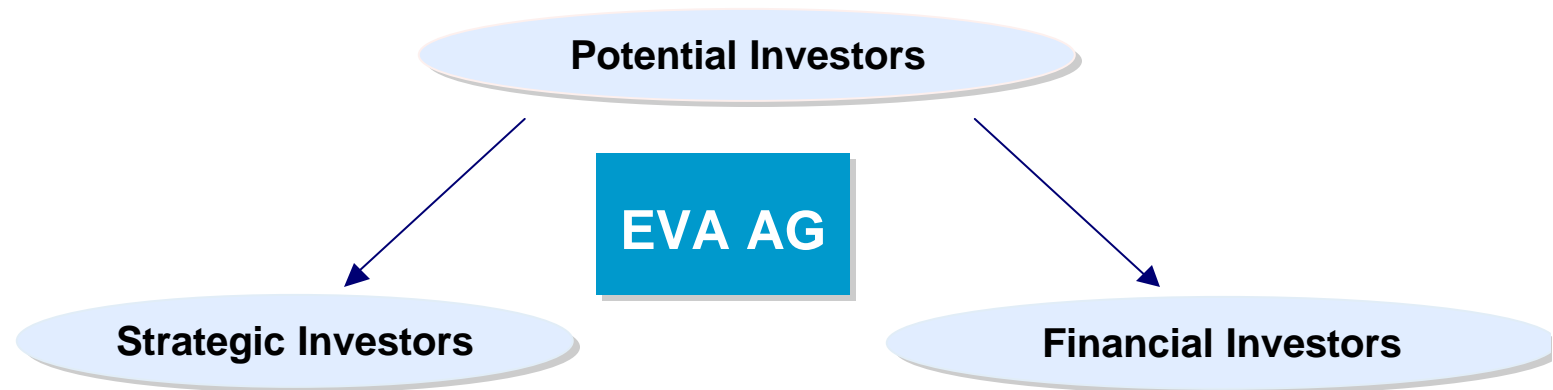 Potential Investors
EVA AG
Strategic Investors
Financial Investors